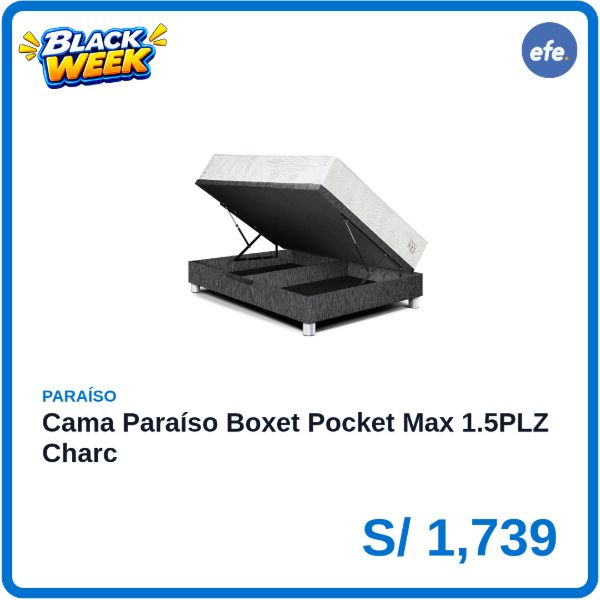 BLACK
WEEK
efe.
PARAÍSO
Cama Paraíso Boxet Pocket Max 1.5PLZ
Charc
S/ 1,739